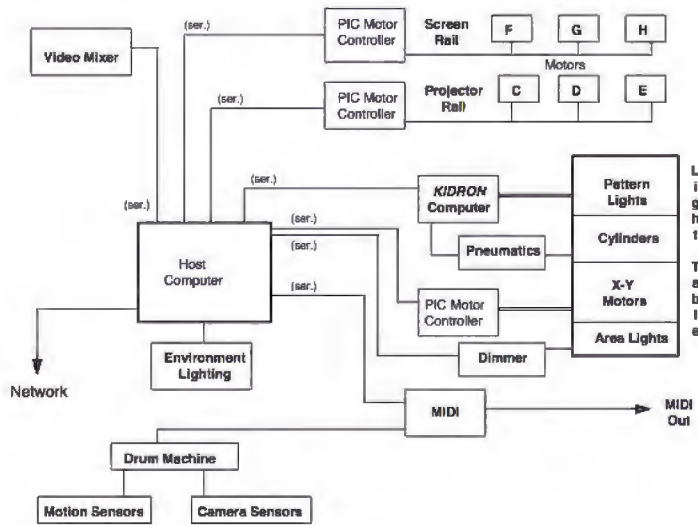 Video Mixer
(ser.)
PIC Motor
Controller
Screen
Rail
F
G
H
Motors
(ser.)
PIC Motor
Controller
Projector
Rail
C
D
E
(ser.)
(ser.)
KIDRON
Computer
Pattern
Lights
(ser.)
(ser.)
Pneumatics
Cylinders
Host
Computer
(ser.)
PIC Motor
Controller
X-Y
Motors
Area Lights
Environment
Lighting
Dimmer
Network
MIDI
MIDI
Out
Drum Machine
Motion Sensors
Camera Sensors